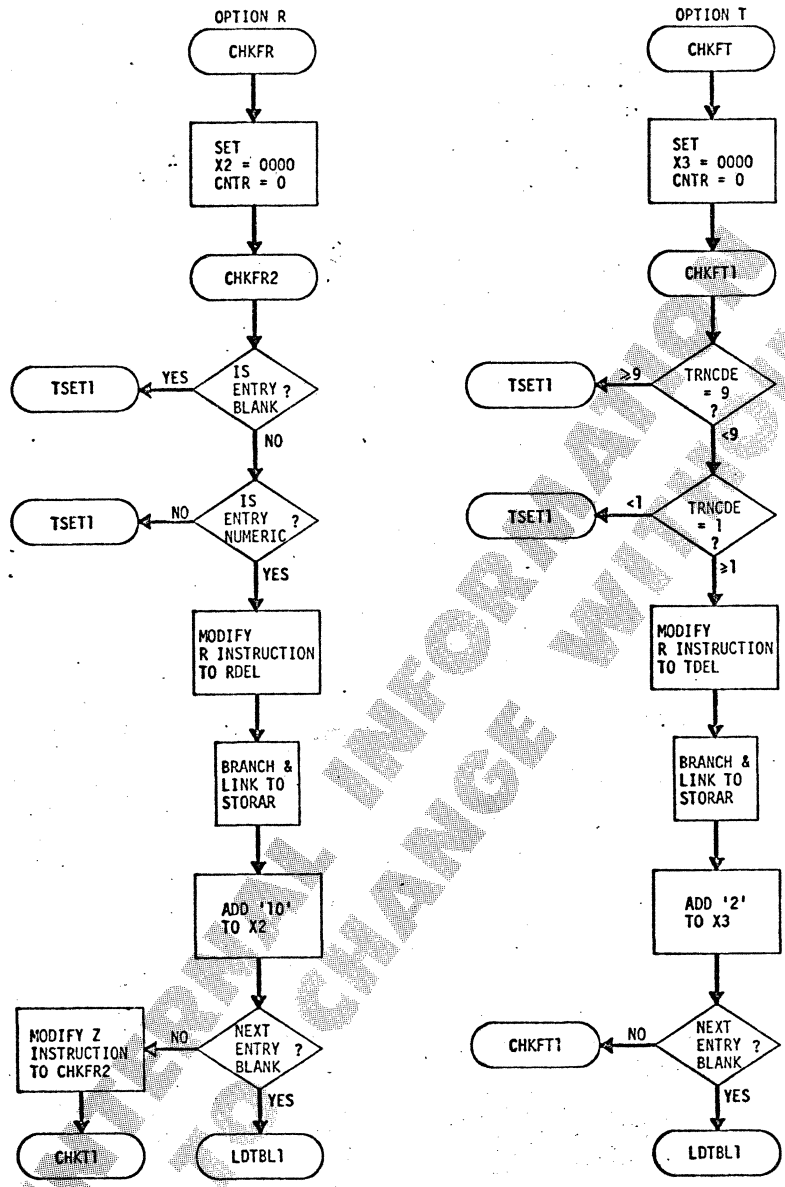 OPTION R
CHKFR
SET
X2 = 0000
CNTR = 0
CHKFR2
IS
ENTRY ?
BLANK
YES
TSET1
NO
IS
ENTRY ?
NUMERIC
NO
TSET1
YES
MODIFY
R INSTRUCTION
TO RDEL
BRANCH &
LINK TO
STORAR
ADD '10'
TO X2
NEXT
ENTRY ?
BLANK
NO
MODIFY Z
INSTRUCTION
TO CHKFR2
CHKT1
YES
LDTBL1
OPTION T
CHKFT
SET
X3 = 0000
CNTR = 0
CHKFT1
TRNCDE
= 9
?
≥9
TSET1
<9
TRNCDE
= 1
?
<1
TSET1
≥1
MODIFY
R INSTRUCTION
TO TDEL
BRANCH &
LINK TO
STORAR
ADD '2'
TO X3
NEXT
ENTRY ?
BLANK
NO
CHKFT1
YES
LDTBL1
INTERNAL INFORMATION
TO CHANGE